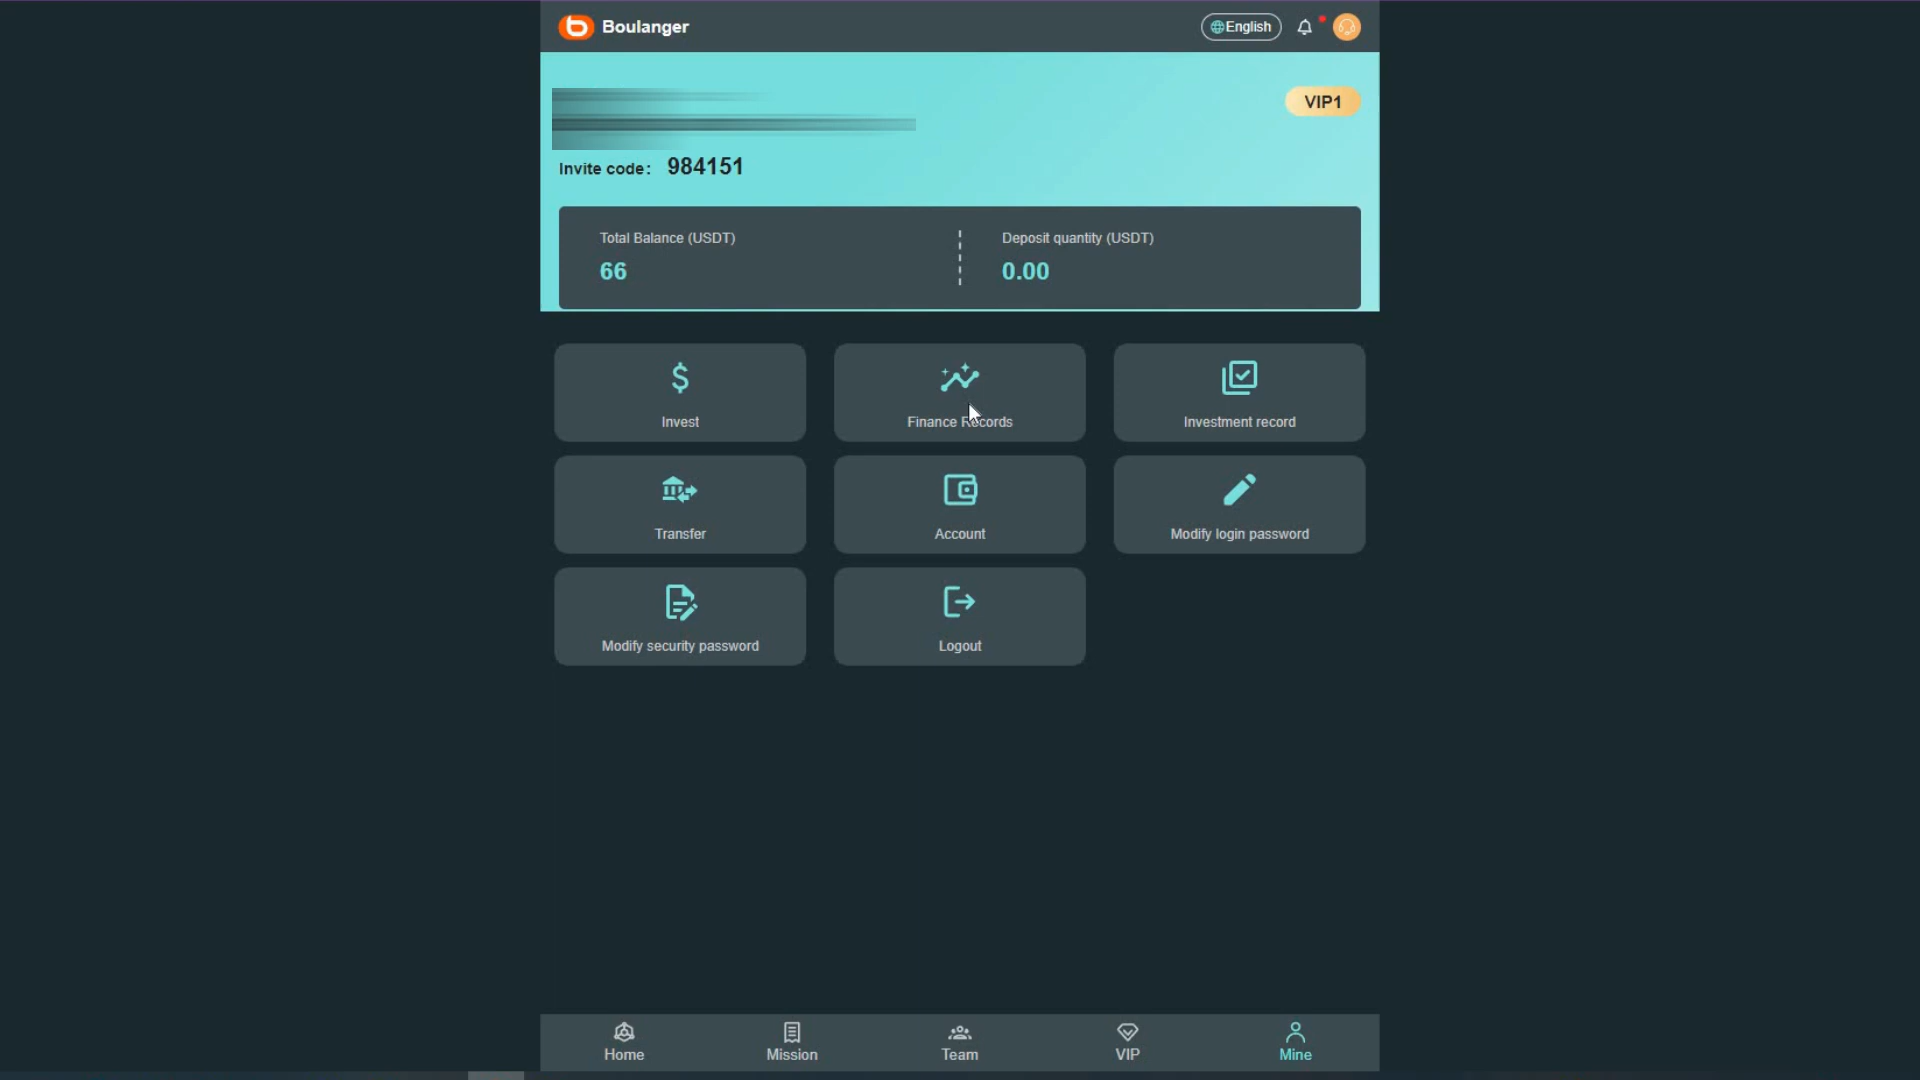 Boulanger
English
VIP1
Invite code: 984151
Total Balance (USDT)
66
Deposit quantity (USDT)
0.00
Invest
Finance Records
Investment record
Transfer
Account
Modify login password
Modify security password
Logout
Home
Mission
Team
VIP
Mine